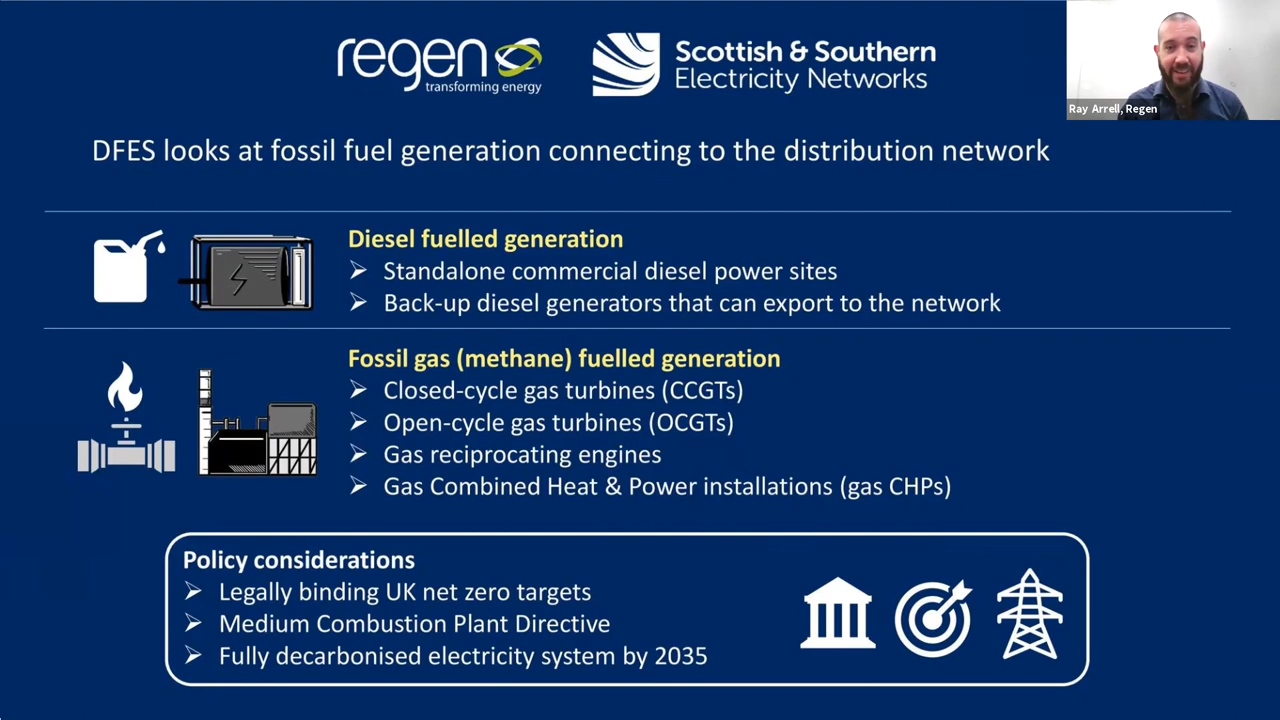 regen
transforming energy
Scottish & Southern
Electricity Networks
Ray Arrell, Regen
DFES looks at fossil fuel generation connecting to the distribution network
Diesel fuelled generation
➢ Standalone commercial diesel power sites
➢ Back-up diesel generators that can export to the network
Fossil gas (methane) fuelled generation
➢ Closed-cycle gas turbines (CCGTs)
➢ Open-cycle gas turbines (OCGTs)
➢ Gas reciprocating engines
➢ Gas Combined Heat & Power installations (gas CHPs)
Policy considerations
➢ Legally binding UK net zero targets
➢ Medium Combustion Plant Directive
➢ Fully decarbonised electricity system by 2035